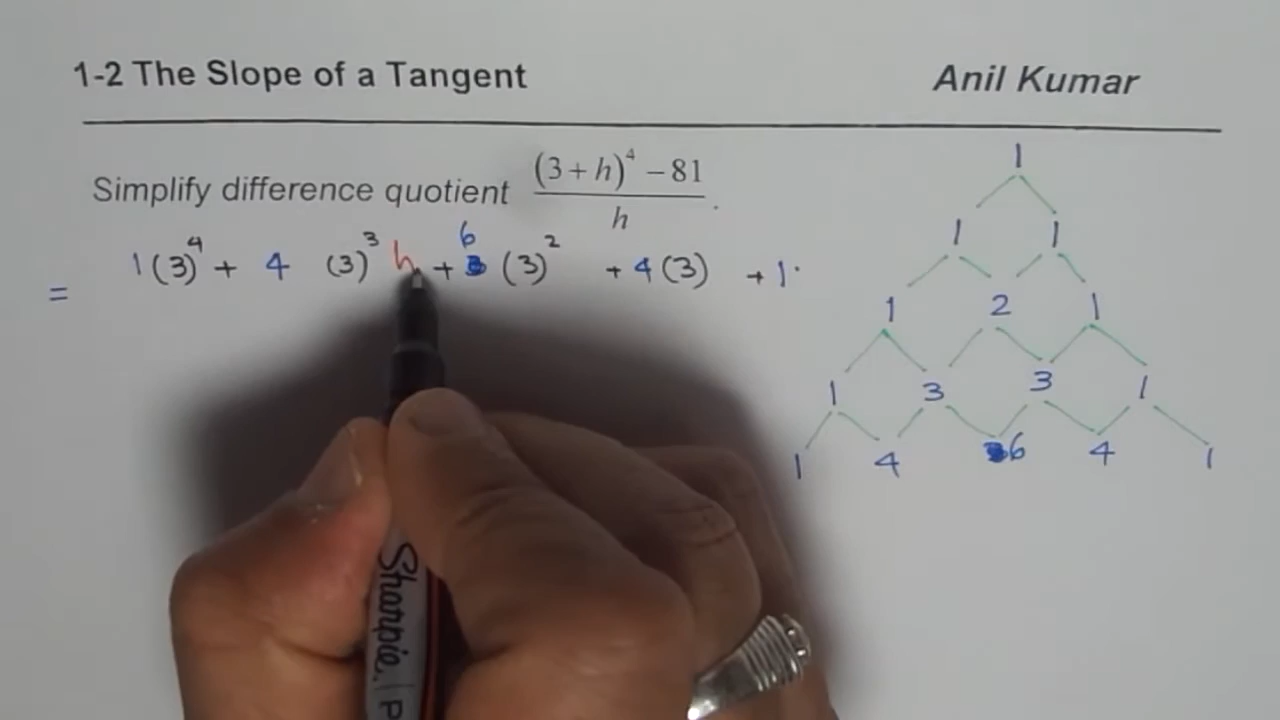 1-2 The Slope of a Tangent Anil Kumar
Simplify difference quotient ((3+h)^4 − 81)/h.
= 1(3)^4 + 4 (3)^3 h + 6 (3)^2 + 4(3) + 1
1
1 1
1 2 1
1 3 3 1
1 4 6 4 1
Sharpie. | P